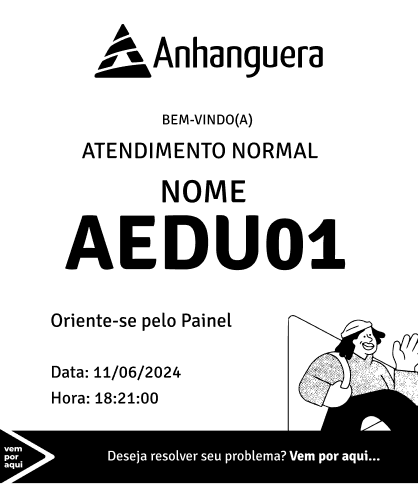 Anhanguera
BEM-VINDO(A)
ATENDIMENTO NORMAL
NOME
AEDU01
Oriente-se pelo Painel
Data: 11/06/2024
Hora: 18:21:00
vem
por
aqui
Deseja resolver seu problema? Vem por aqui...